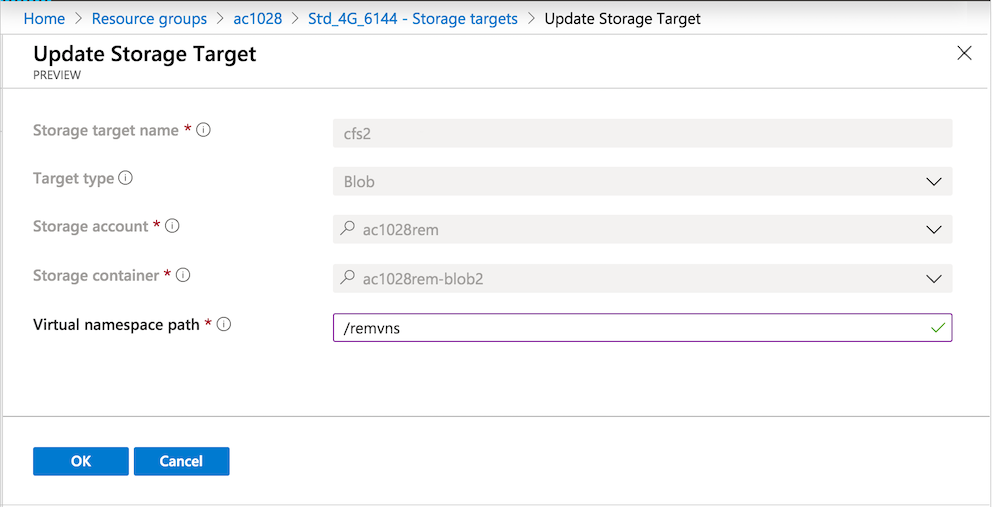 Home > Resource groups > ac1028 > Std_4G_6144 - Storage targets > Update Storage Target
Update Storage Target
PREVIEW
Storage target name * cfs2
Target type Blob
Storage account * ac1028rem
Storage container * ac1028rem-blob2
Virtual namespace path * /remvns
OK Cancel